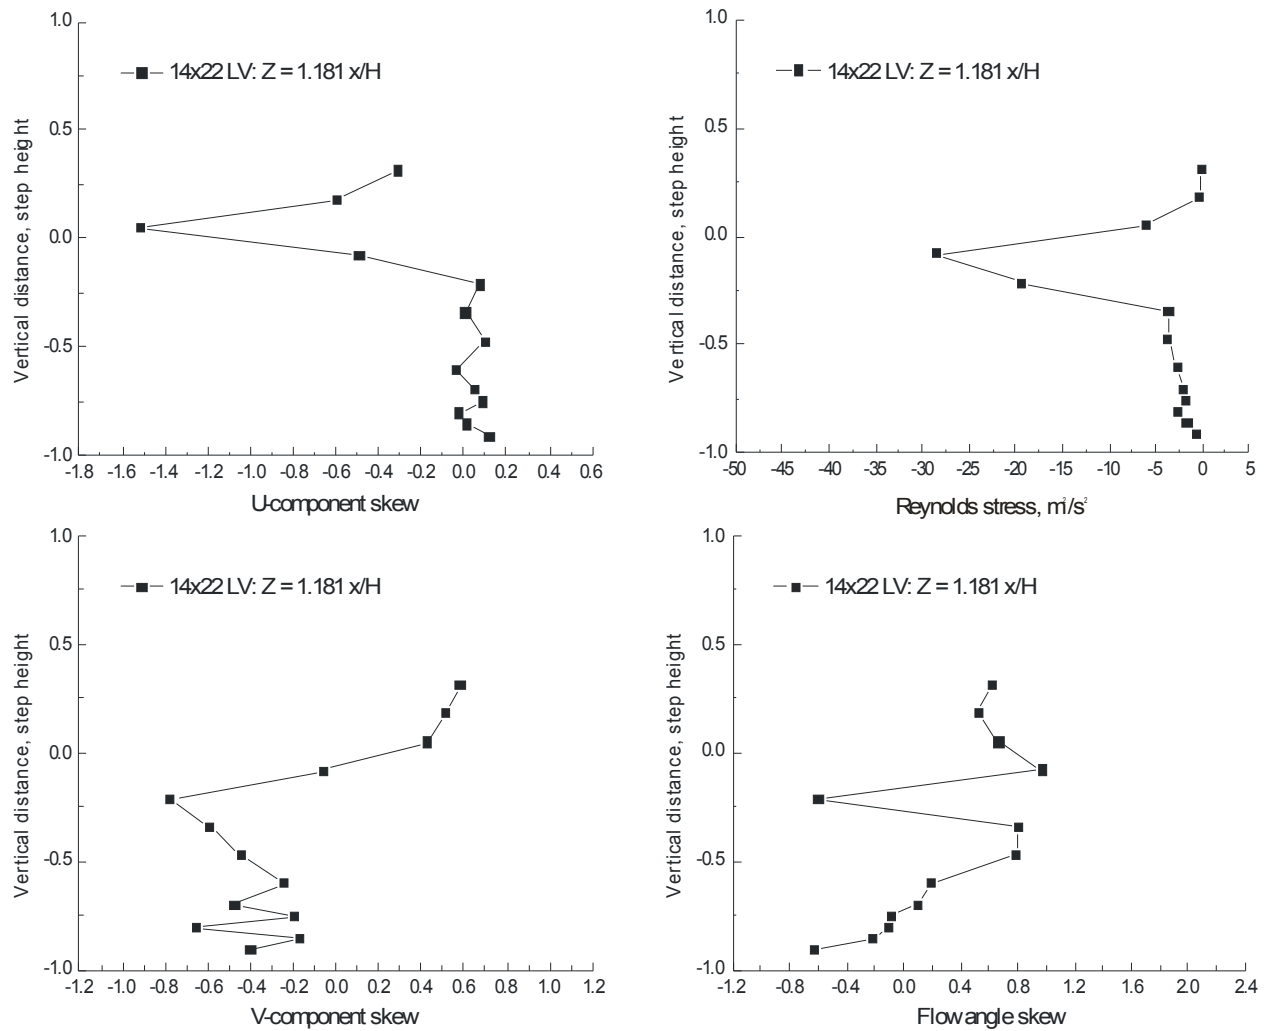 1.0
14x22 LV: Z = 1.181 x/H
0.5
0.0
-0.5
-1.0
Vertical distance, step height
-1.8 -1.6 -1.4 -1.2 -1.0 -0.8 -0.6 -0.4 -0.2 0.0 0.2 0.4 0.6
U-component skew
1.0
14x22 LV: Z = 1.181 x/H
0.5
0.0
-0.5
-1.0
Vertical distance, step height
-50 -45 -40 -35 -30 -25 -20 -15 -10 -5 0 5
Reynolds stress, m²/s²
1.0
14x22 LV: Z = 1.181 x/H
0.5
0.0
-0.5
-1.0
Vertical distance, step height
-1.2 -1.0 -0.8 -0.6 -0.4 -0.2 0.0 0.2 0.4 0.6 0.8 1.0 1.2
V-component skew
1.0
14x22 LV: Z = 1.181 x/H
0.5
0.0
-0.5
-1.0
Vertical distance, step height
-1.2 -0.8 -0.4 0.0 0.4 0.8 1.2 1.6 2.0 2.4
Flow angle skew